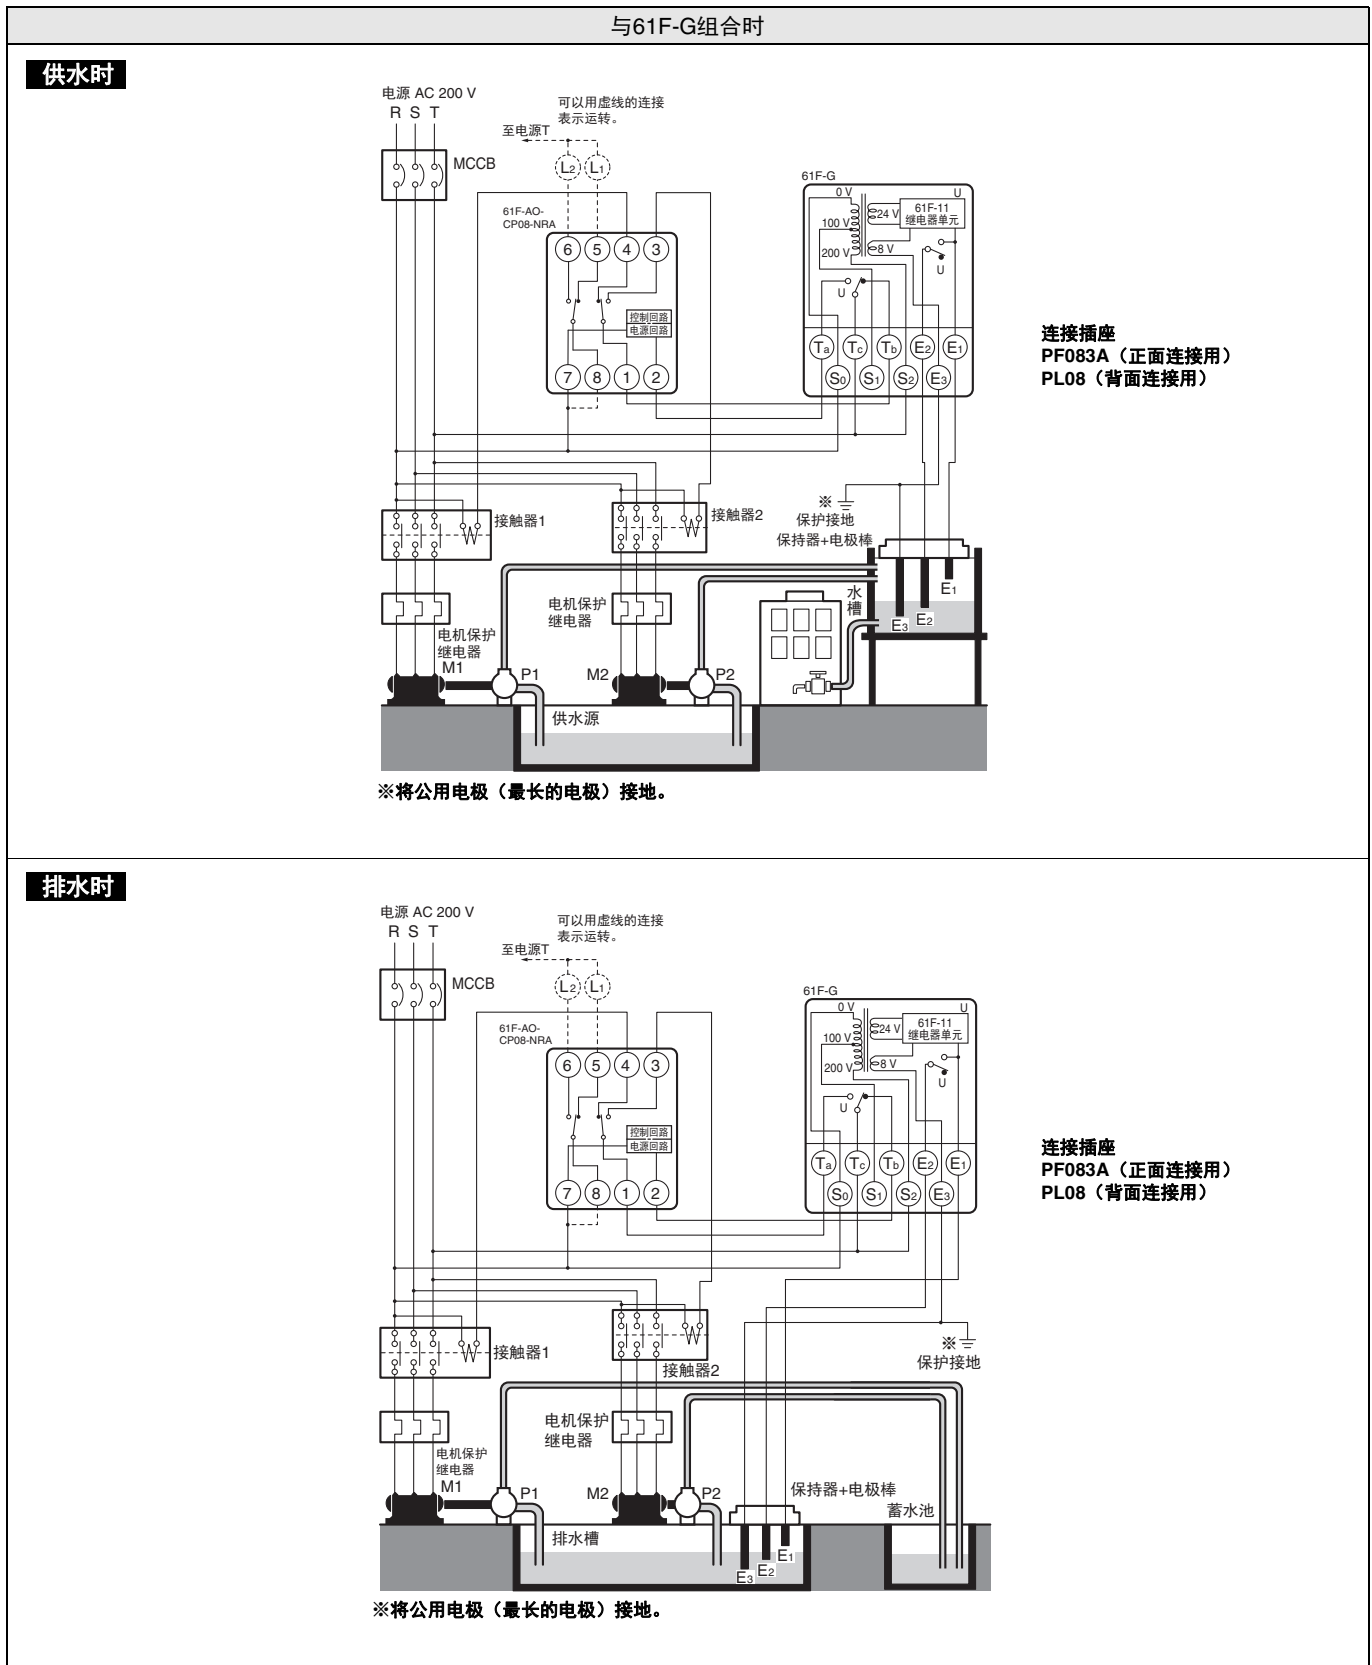 与61F-G组合时
供水时
电源 AC 200 V
R S T
MCCB
可以用虚线的连接
表示运转。
至电源T
L2 L1
61F-AO-
CP08-NRA
6 5 4 3
控制回路
电源回路
7 8 1 2
61F-G
0 V
U
24 V
61F-11
继电器单元
100 V
200 V
8 V
U
U
Ta Tc Tb E2 E1
S0 S1 S2 E3
连接插座
PF083A（正面连接用）
PL08（背面连接用）
接触器1
接触器2
※
保护接地
保持器+电极棒
水槽
E1
E2
E3
电机保护
继电器
电机保护
继电器
M1
P1
M2
P2
供水源
※将公用电极（最长的电极）接地。
排水时
电源 AC 200 V
R S T
MCCB
可以用虚线的连接
表示运转。
至电源T
L2 L1
61F-AO-
CP08-NRA
6 5 4 3
控制回路
电源回路
7 8 1 2
61F-G
0 V
U
24 V
61F-11
继电器单元
100 V
200 V
8 V
U
U
Ta Tc Tb E2 E1
S0 S1 S2 E3
连接插座
PF083A（正面连接用）
PL08（背面连接用）
接触器1
接触器2
※
保护接地
电机保护
继电器
电机保护
继电器
M1
P1
M2
P2
保持器+电极棒
蓄水池
排水槽
E1
E2
E3
※将公用电极（最长的电极）接地。